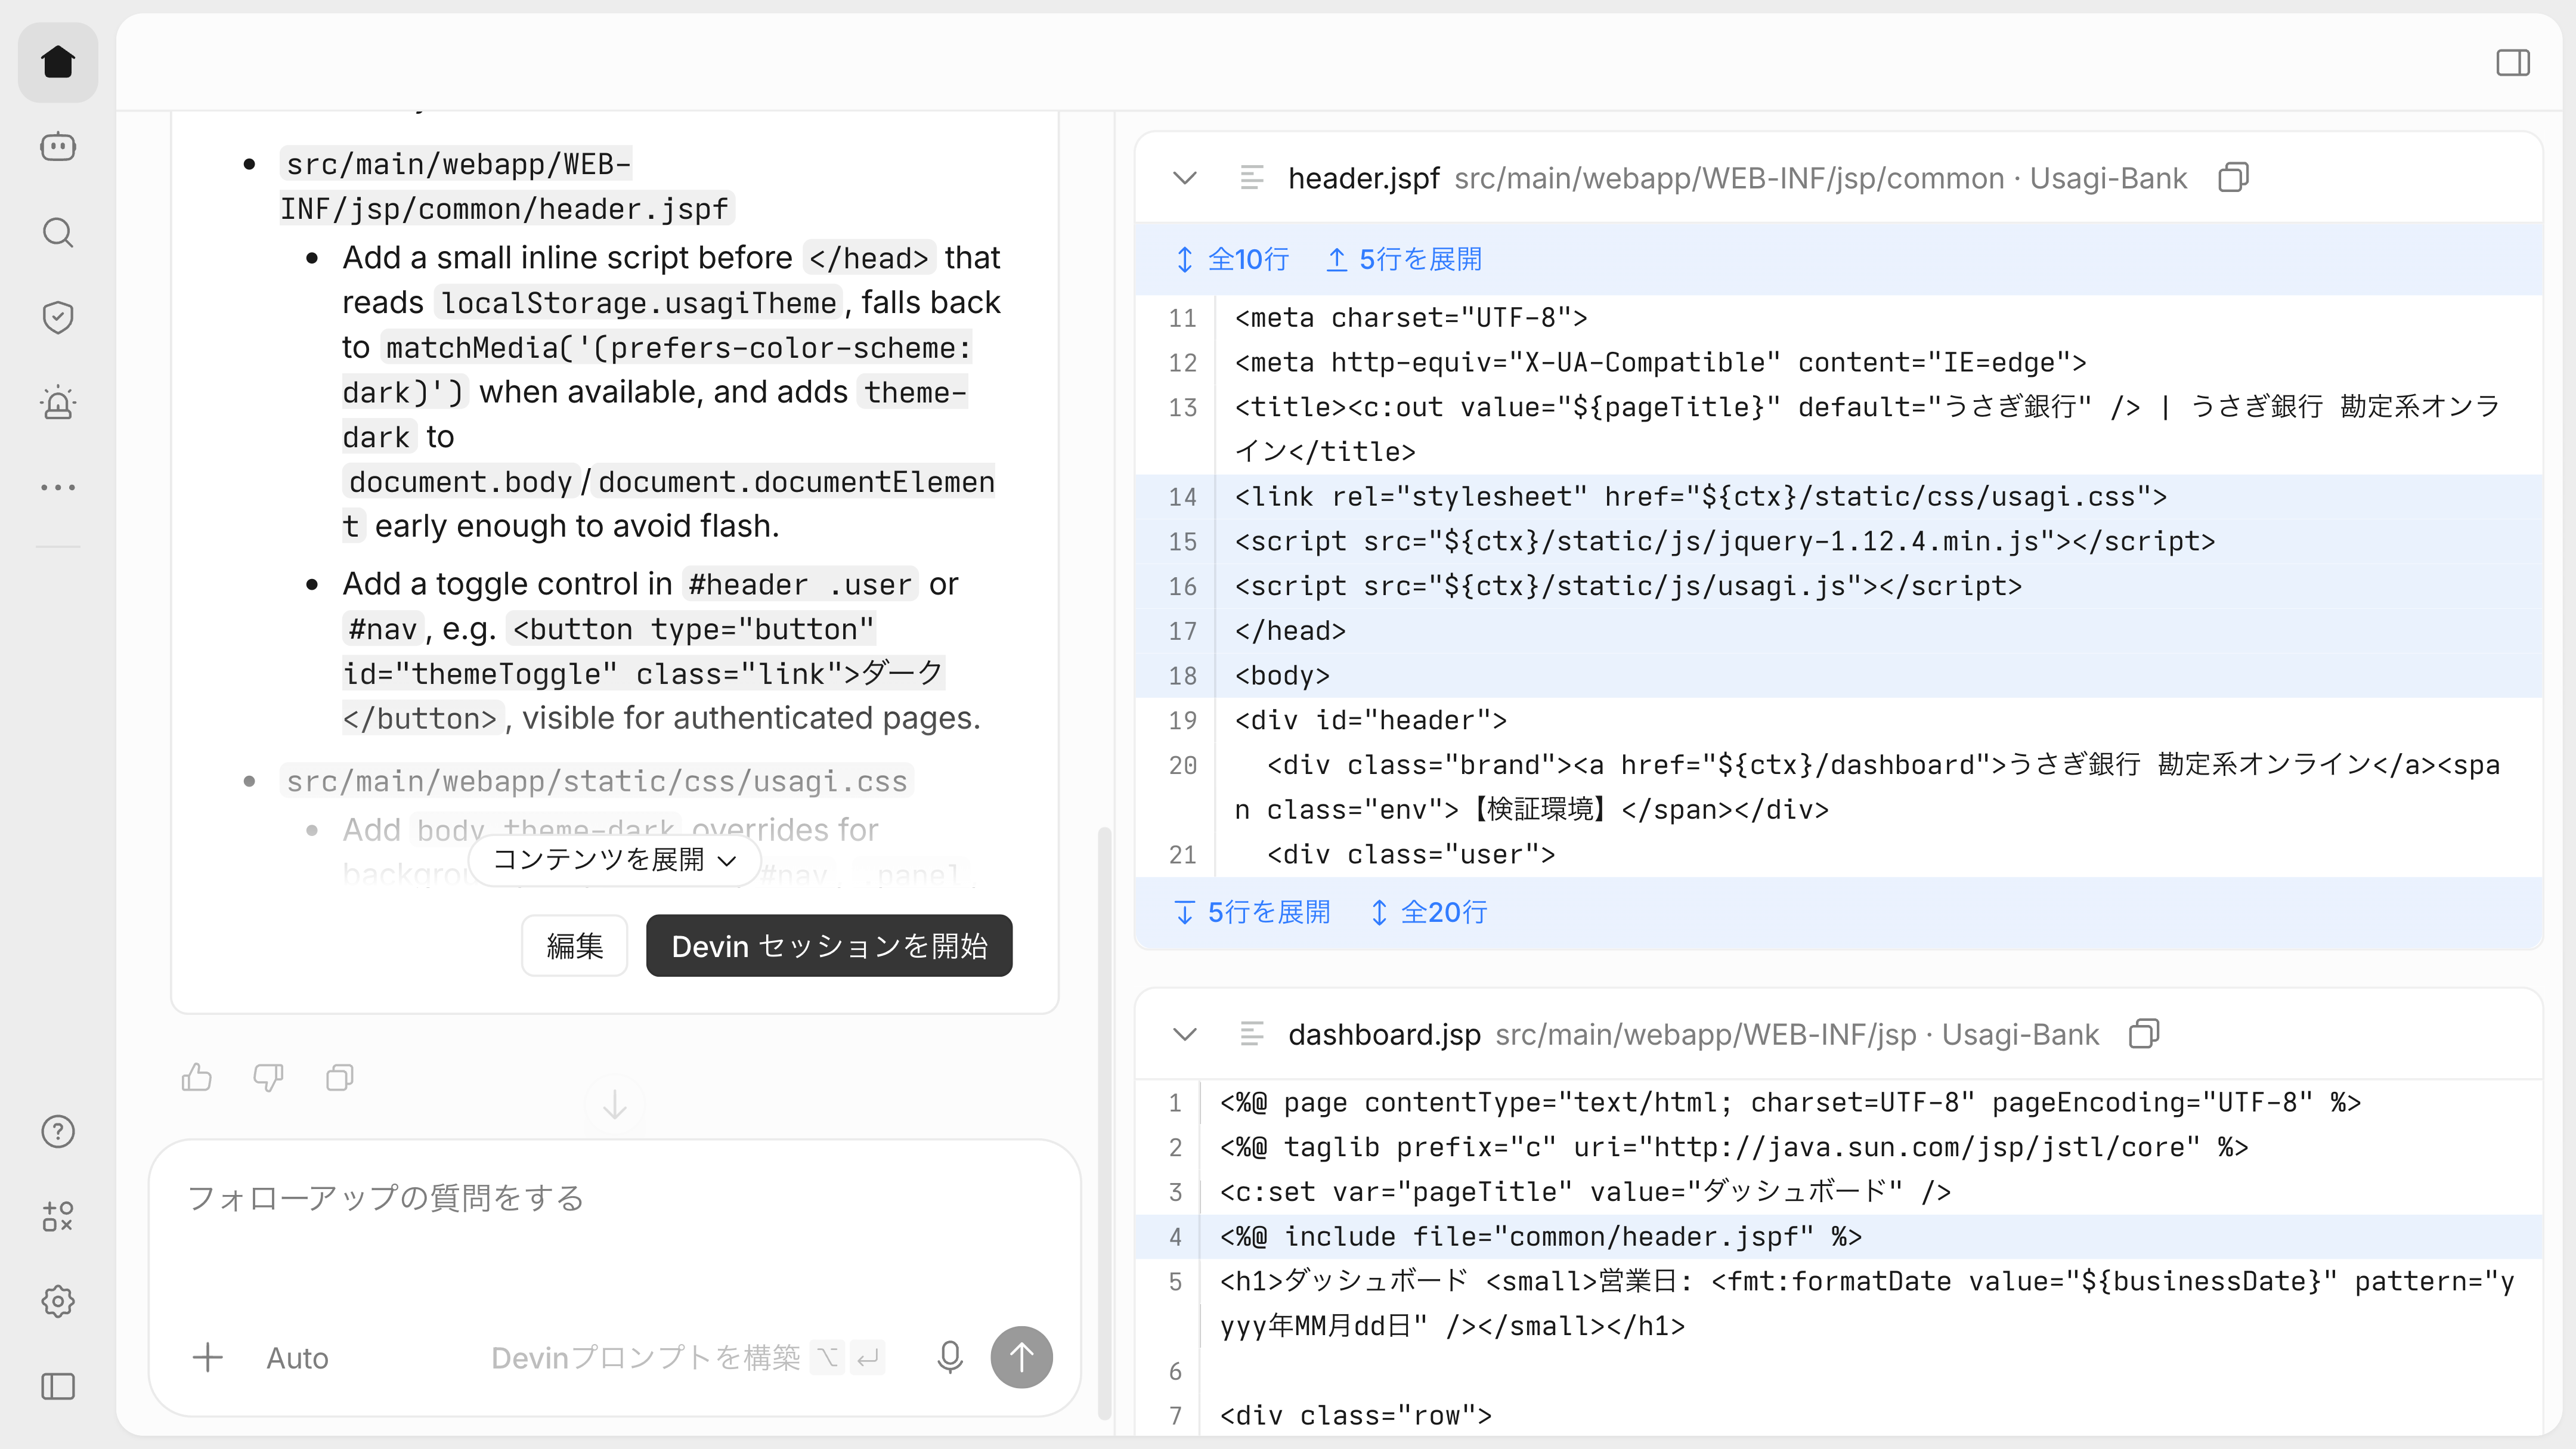 src/main/webapp/WEB-
INF/jsp/common/header.jspf
Add a small inline script before </head> that
reads localStorage.usagiTheme, falls back
to matchMedia('(prefers-color-scheme:
dark)') when available, and adds theme-
dark to
document.body/document.documentElemen
t early enough to avoid flash.
Add a toggle control in #header .user or
#nav, e.g. <button type="button"
id="themeToggle" class="link">ダーク
</button>, visible for authenticated pages.
src/main/webapp/static/css/usagi.css
Add body.theme-dark overrides for
コンテンツを展開
#nav, .panel,
編集
Devin セッションを開始
フォローアップの質問をする
Auto
Devinプロンプトを構築 ⌥ ↵
header.jspf src/main/webapp/WEB-INF/jsp/common · Usagi-Bank
全10行 5行を展開
11 <meta charset="UTF-8">
12 <meta http-equiv="X-UA-Compatible" content="IE=edge">
13 <title><c:out value="${pageTitle}" default="うさぎ銀行" /> | うさぎ銀行 勘定系オンラ
イン</title>
14 <link rel="stylesheet" href="${ctx}/static/css/usagi.css">
15 <script src="${ctx}/static/js/jquery-1.12.4.min.js"></script>
16 <script src="${ctx}/static/js/usagi.js"></script>
17 </head>
18 <body>
19 <div id="header">
20 <div class="brand"><a href="${ctx}/dashboard">うさぎ銀行 勘定系オンライン</a><spa
n class="env">【検証環境】</span></div>
21 <div class="user">
5行を展開 全20行
dashboard.jsp src/main/webapp/WEB-INF/jsp · Usagi-Bank
1 <%@ page contentType="text/html; charset=UTF-8" pageEncoding="UTF-8" %>
2 <%@ taglib prefix="c" uri="http://java.sun.com/jsp/jstl/core" %>
3 <c:set var="pageTitle" value="ダッシュボード" />
4 <%@ include file="common/header.jspf" %>
5 <h1>ダッシュボード <small>営業日: <fmt:formatDate value="${businessDate}" pattern="y
yyy年MM月dd日" /></small></h1>
6
7 <div class="row">